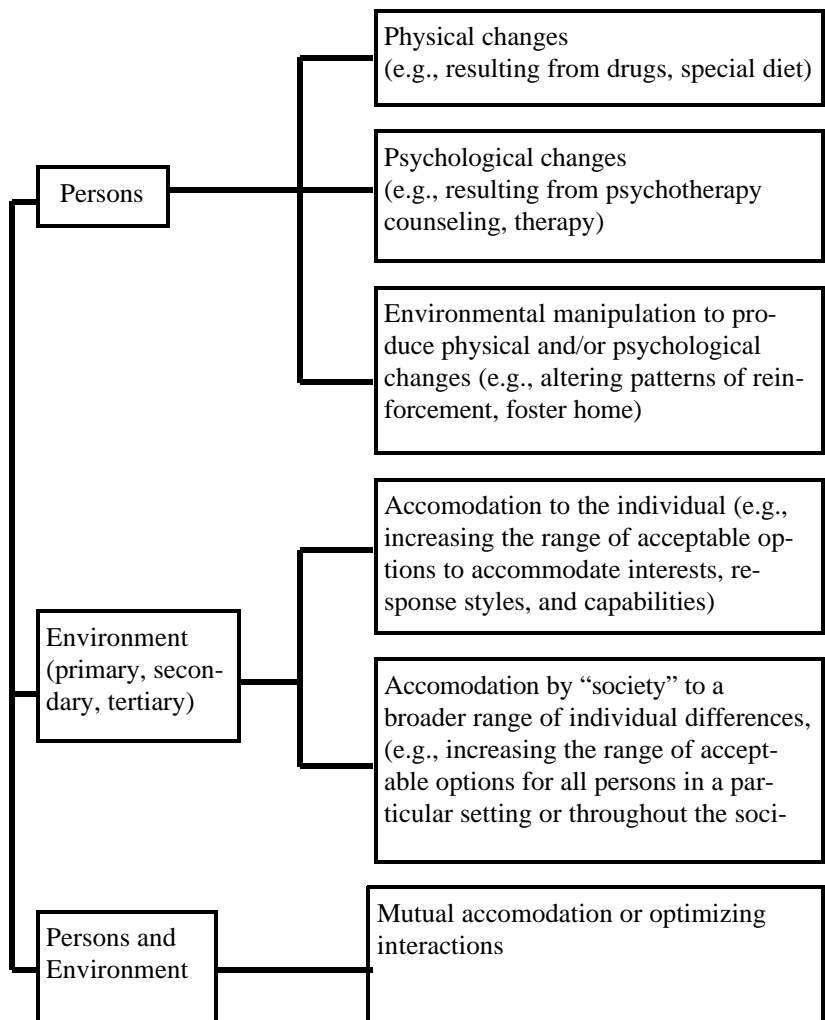 Physical changes
(e.g., resulting from drugs, special diet)
Persons
Psychological changes
(e.g., resulting from psychotherapy
counseling, therapy)
Environmental manipulation to pro-
duce physical and/or psychological
changes (e.g., altering patterns of rein-
forcement, foster home)
Environment
(primary, secon-
dary, tertiary)
Accomodation to the individual (e.g.,
increasing the range of acceptable op-
tions to accommodate interests, re-
sponse styles, and capabilities)
Accomodation by “society” to a
broader range of individual differences,
(e.g., increasing the range of accept-
able options for all persons in a par-
ticular setting or throughout the soci-
Persons and
Environment
Mutual accomodation or optimizing
interactions